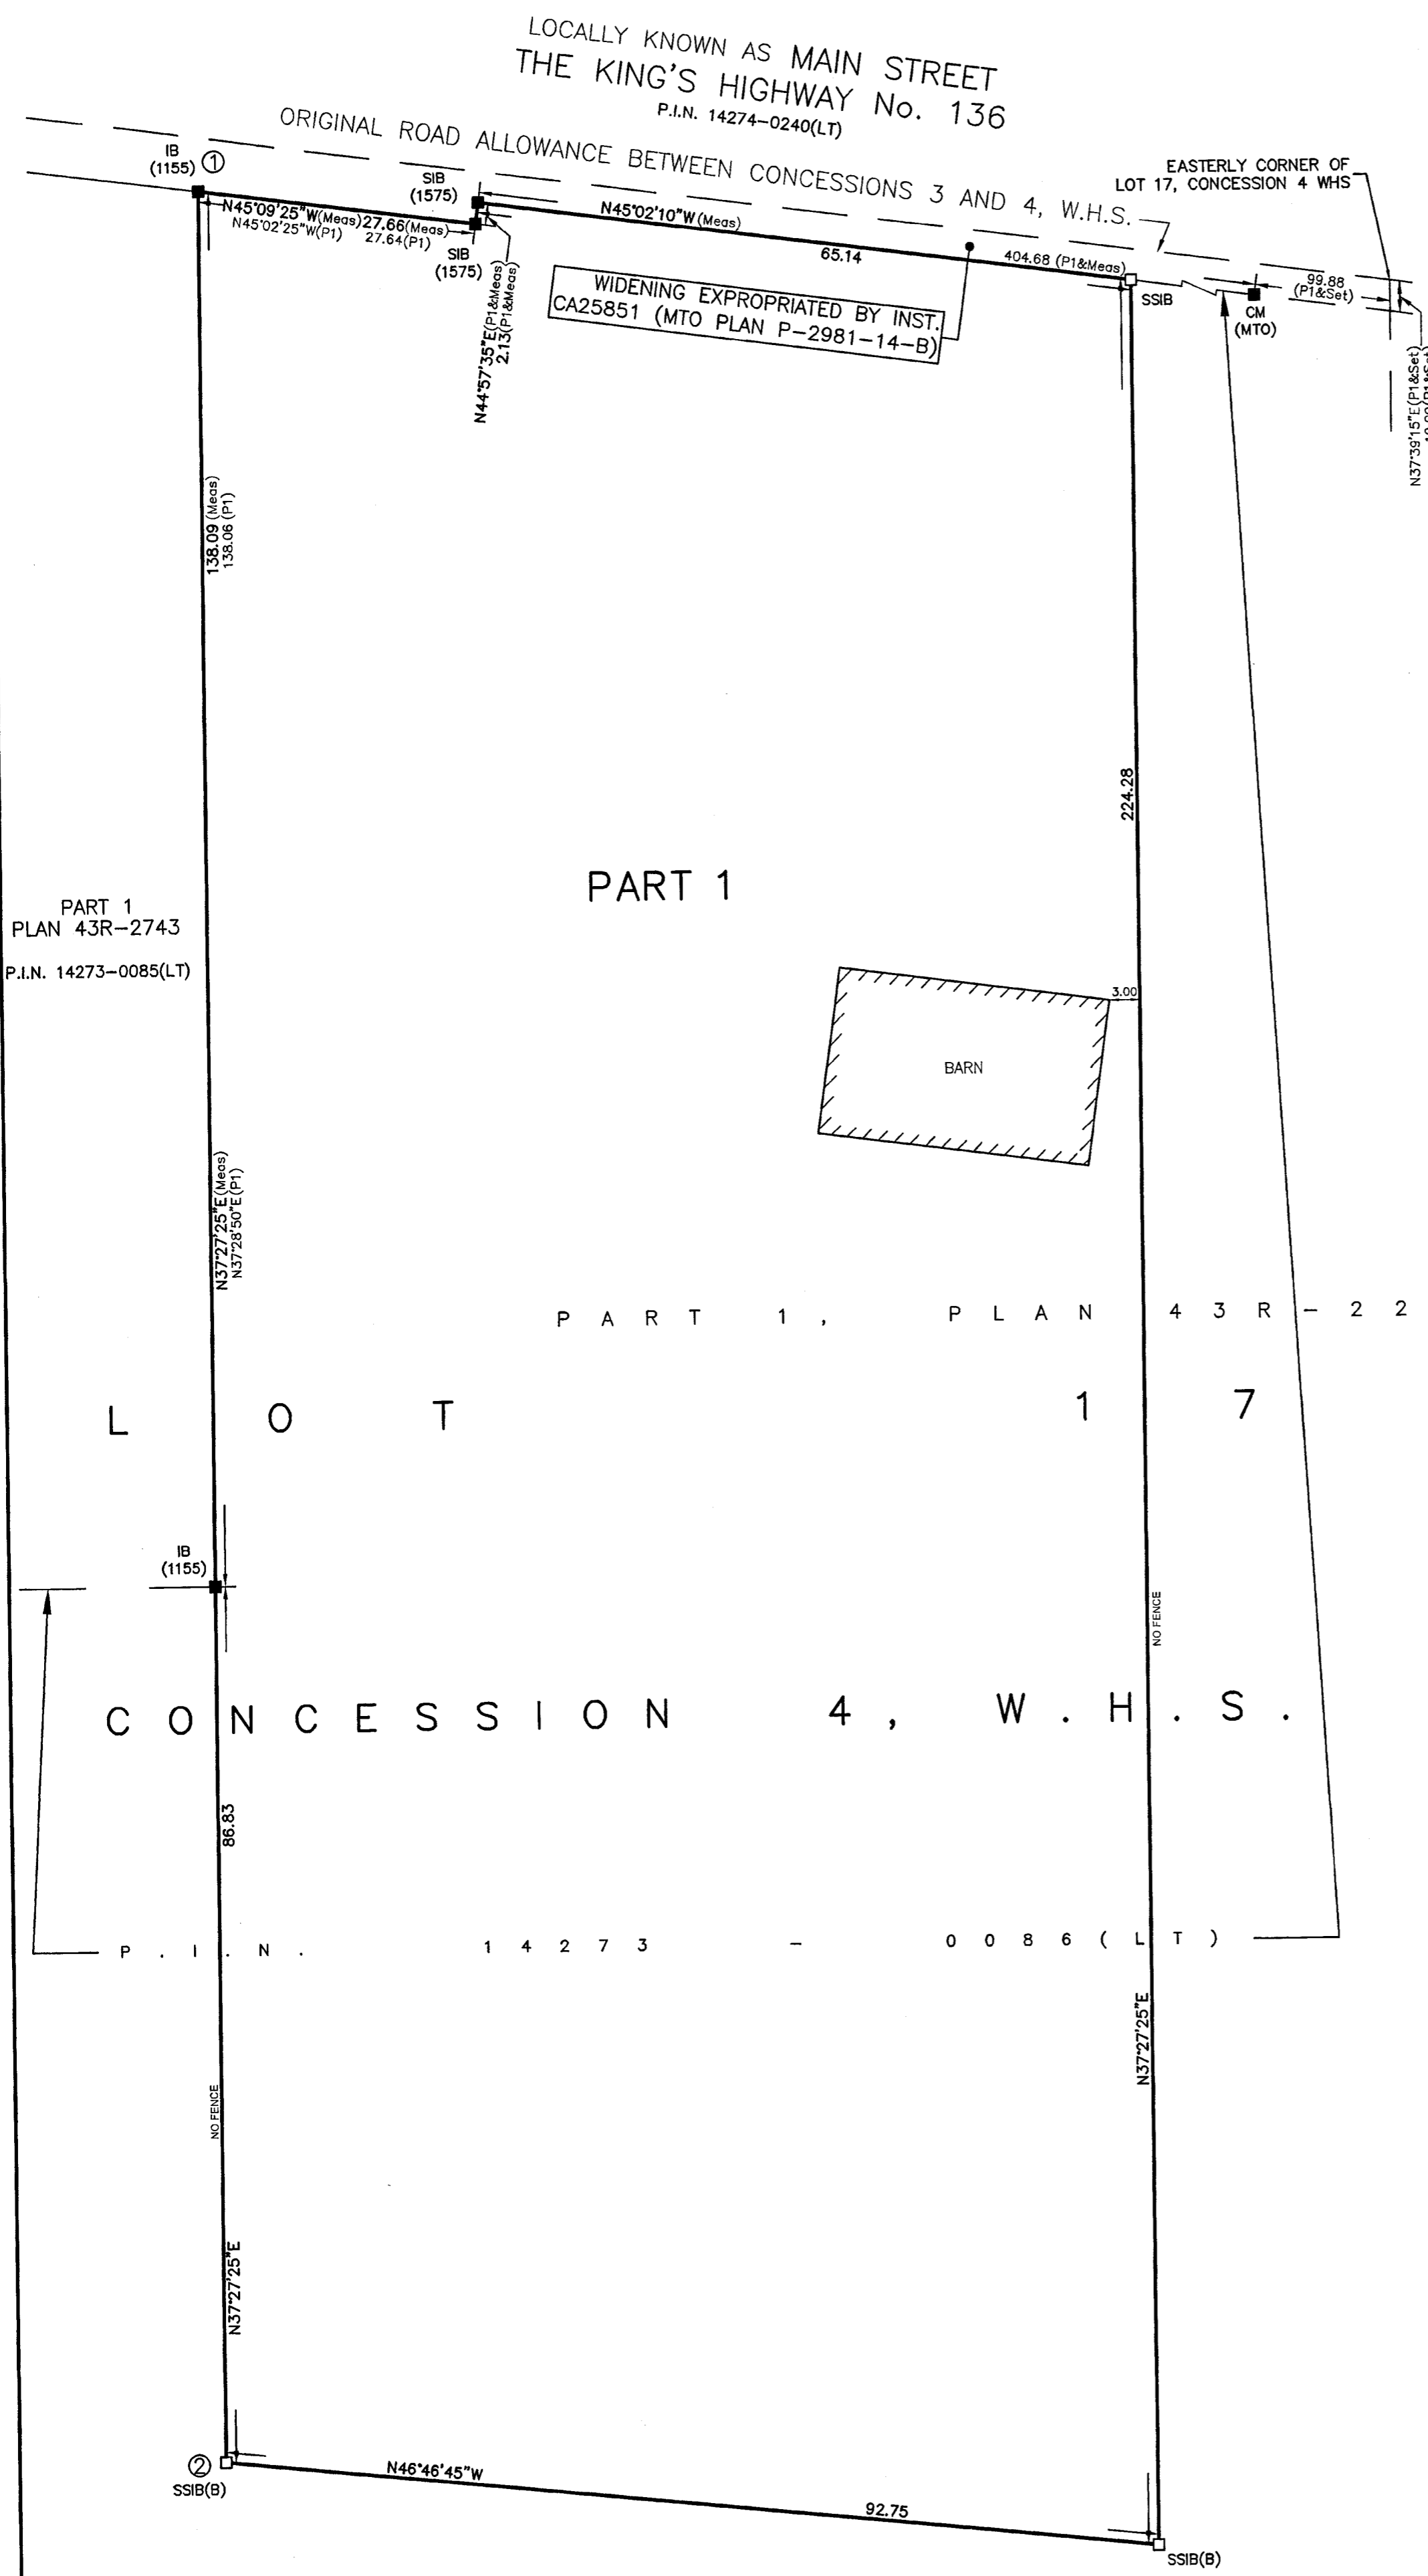 LOCALLY KNOWN AS MAIN STREET
THE KING'S HIGHWAY No. 136
P.I.N. 14274-0240(LT)
ORIGINAL ROAD ALLOWANCE BETWEEN CONCESSIONS 3 AND 4, W.H.S.
EASTERLY CORNER OF
LOT 17, CONCESSION 4 WHS
IB
(1155)
1
SIB
(1575)
N45°09'25"W(Meas) 27.66(Meas)
N45°02'25"W(P1) 27.64(P1)
SIB
(1575)
N45°02'10"W(Meas)
65.14
404.68 (P1&Meas)
SSIB
99.88
(P1&Set)
CM
(MTO)
N37°39'15"E(P1&Set)
N44°57'35"E(P1&Meas)
2.13(P1&Meas)
WIDENING EXPROPRIATED BY INST.
CA25851 (MTO PLAN P-2981-14-B)
138.09 (Meas)
138.06 (P1)
224.28
PART 1
PART 1
PLAN 43R-2743
P.I.N. 14273-0085(LT)
3.00
BARN
N37°27'25"E(Meas)
N37°28'50"E(P1)
PART 1, PLAN 43R-22
LOT 17
IB
(1155)
NO FENCE
CONCESSION 4, W.H.S.
86.83
P.I.N. 14273-0086(LT)
N37°27'25"E
NO FENCE
N37°27'25"E
2
SSIB(B)
N46°46'45"W
92.75
SSIB(B)